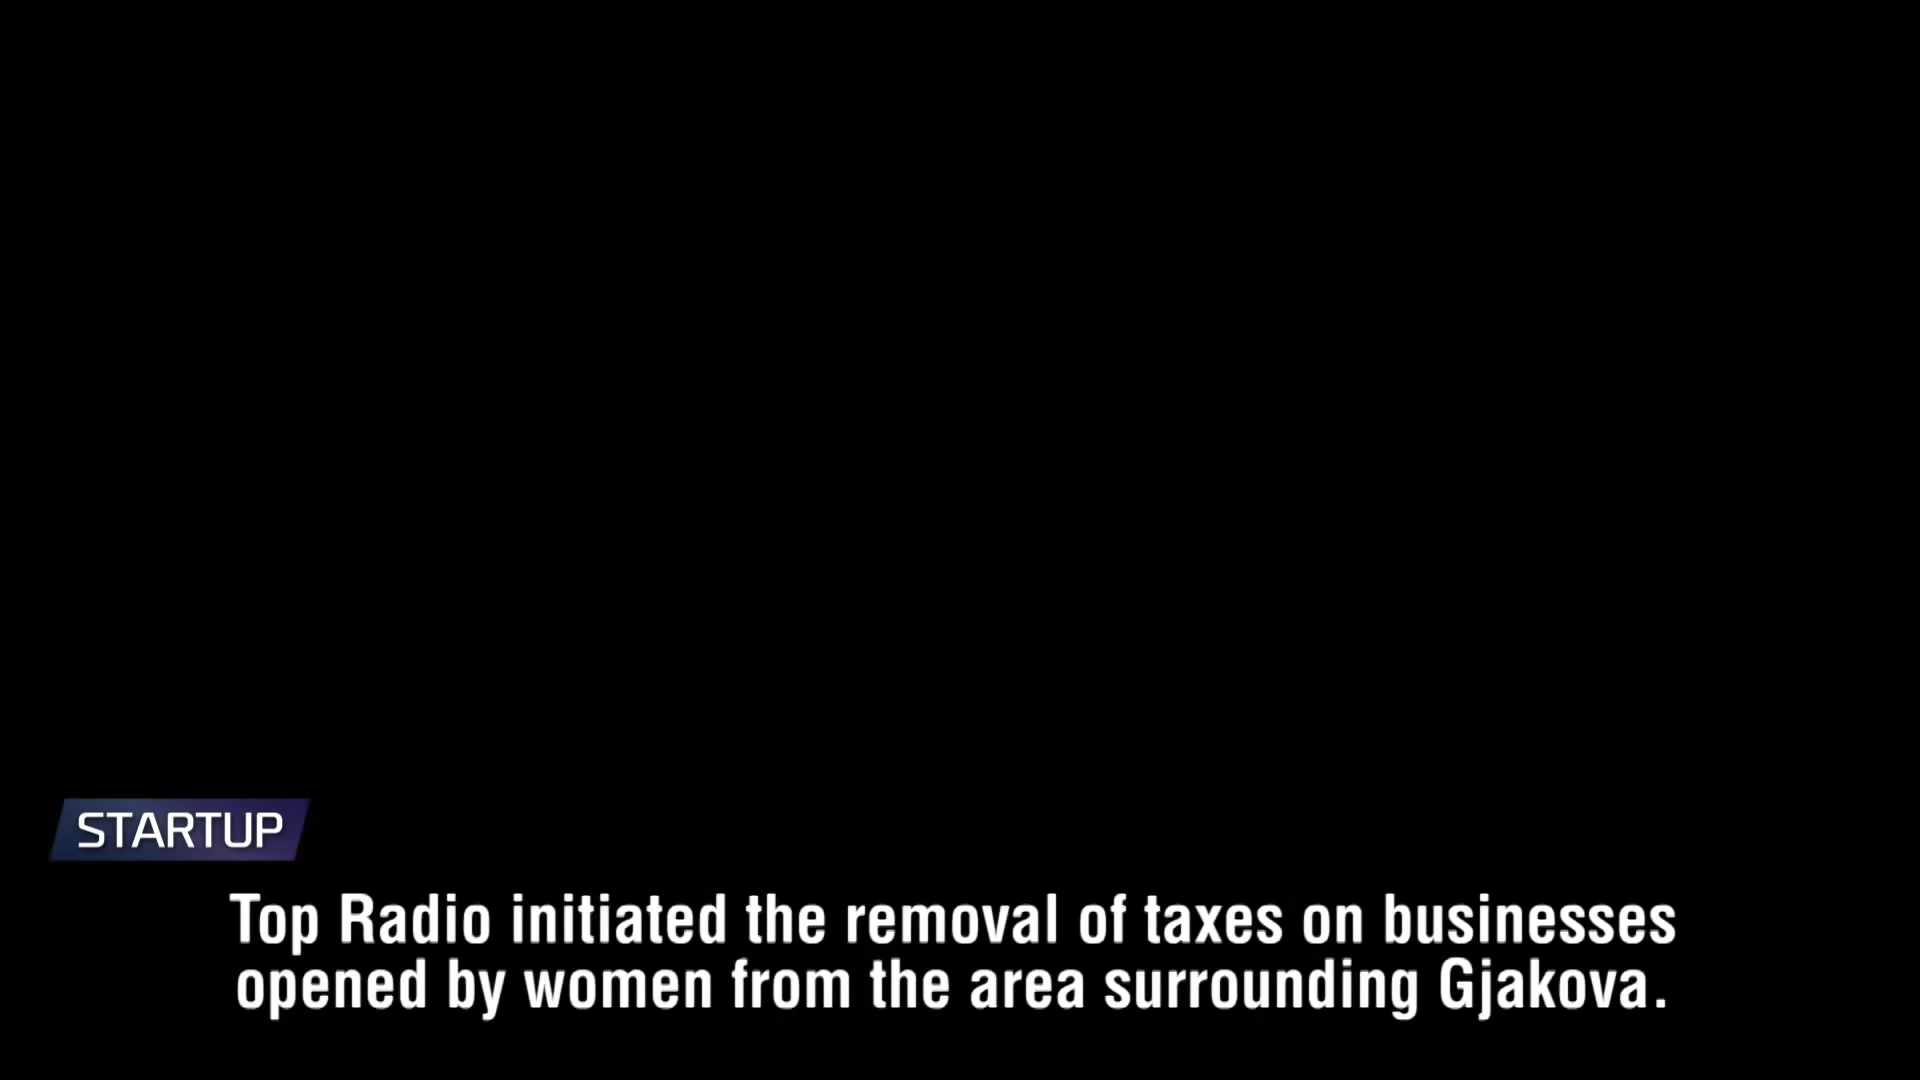 STARTUP
Top Radio initiated the removal of taxes on businesses
opened by women from the area surrounding Gjakova.